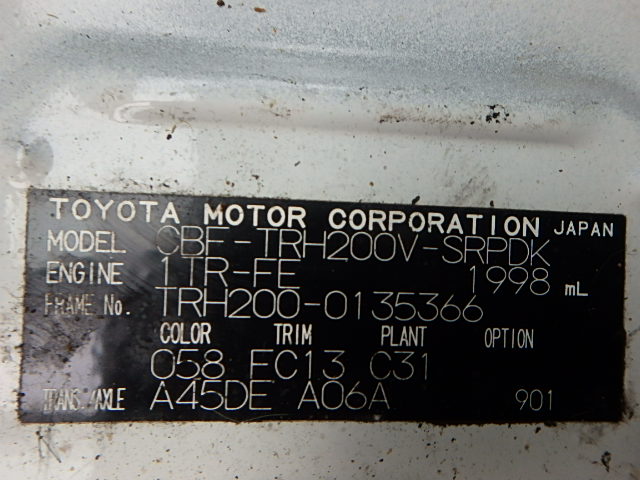 TOYOTA MOTOR CORPORATION JAPAN
MODEL CBF-TRH200V-SRPDK
ENGINE 1TR-FE 1998 mL
FRAME No. TRH200-0135366
COLOR TRIM PLANT OPTION
058 FC13 C31
TRANS./AXLE A45DE A06A 901